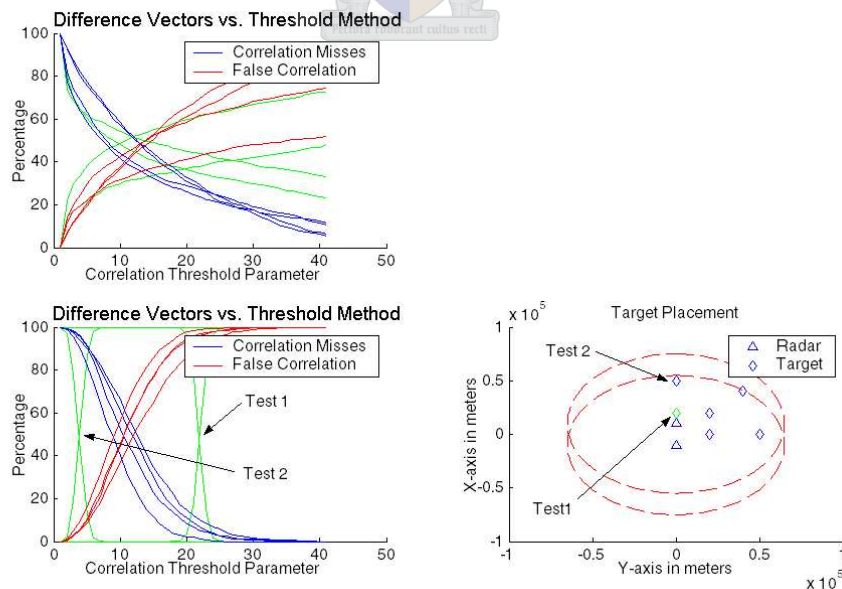 Pectora roborant cultus recti
Difference Vectors vs. Threshold Method
100
80
60
40
20
0
Percentage
Correlation Misses
False Correlation
0
10
20
30
40
50
Correlation Threshold Parameter
Difference Vectors vs. Threshold Method
100
80
60
40
20
0
Percentage
Correlation Misses
False Correlation
Test 1
Test 2
0
10
20
30
40
50
Correlation Threshold Parameter
x 10^5
Target Placement
1
0.5
0
-0.5
-1
X-axis in meters
Radar
Target
Test 2
Test1
-1
-0.5
0
0.5
1
Y-axis in meters
x 10^5